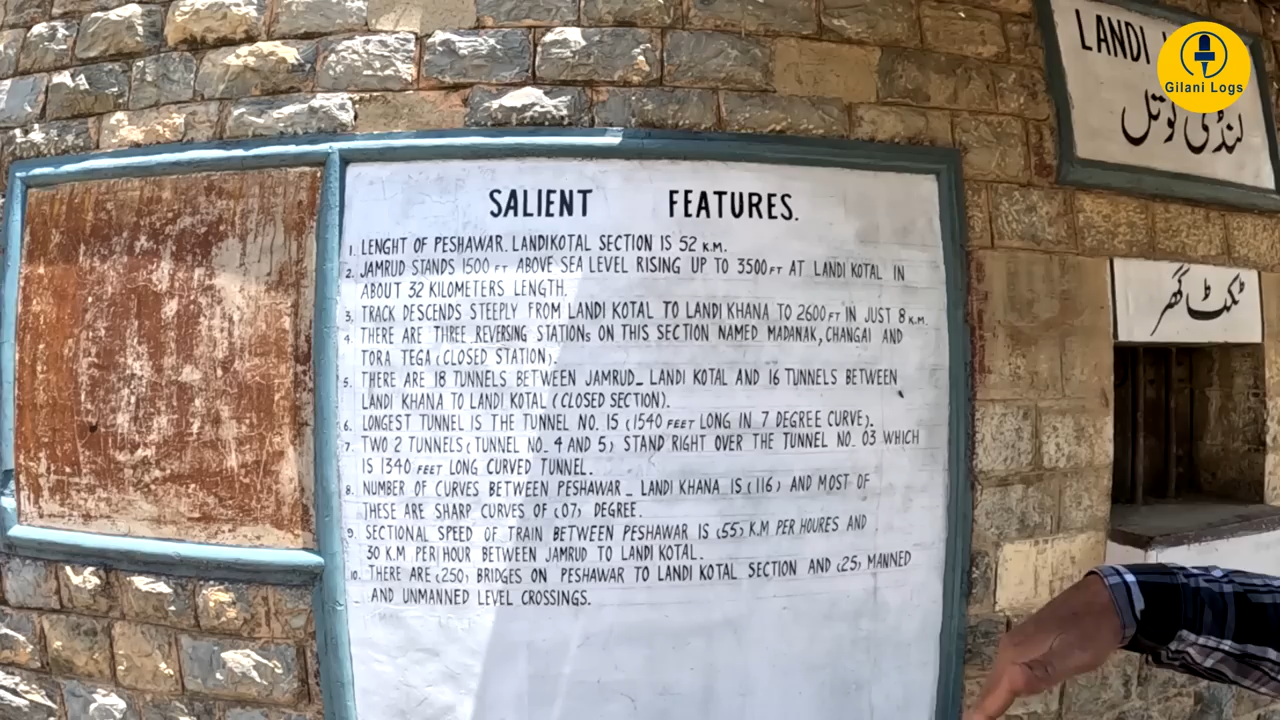 SALIENT FEATURES.
1. LENGHT OF PESHAWAR. LANDIKOTAL SECTION IS 52 K.M.
2. JAMRUD STANDS 1500 FT ABOVE SEA LEVEL RISING UP TO 3500 FT AT LANDI KOTAL IN
ABOUT 32 KILOMETERS LENGTH.
3. TRACK DESCENDS STEEPLY FROM LANDI KOTAL TO LANDI KHANA TO 2600 FT IN JUST 8 K.M.
4. THERE ARE THREE REVERSING STATIONs ON THIS SECTION NAMED MADANAK, CHANGAI AND
TORA TEGA (CLOSED STATION).
5. THERE ARE 18 TUNNELS BETWEEN JAMRUD_ LANDI KOTAL AND 16 TUNNELS BETWEEN
LANDI KHANA TO LANDI KOTAL (CLOSED SECTION).
6. LONGEST TUNNEL IS THE TUNNEL NO. 15 (1540 FEET LONG IN 7 DEGREE CURVE).
7. TWO 2 TUNNELS (TUNNEL NO_ 4 AND 5) STAND RIGHT OVER THE TUNNEL NO. 03 WHICH
IS 1340 FEET LONG CURVED TUNNEL.
8. NUMBER OF CURVES BETWEEN PESHAWAR _ LANDI KHANA IS (116) AND MOST OF
THESE ARE SHARP CURVES OF (07) DEGREE.
9. SECTIONAL SPEED OF TRAIN BETWEEN PESHAWAR IS (55) K.M PER HOURES AND
30 K.M PER HOUR BETWEEN JAMRUD TO LANDI KOTAL.
10. THERE ARE (250) BRIDGES ON PESHAWAR TO LANDI KOTAL SECTION AND (25) MANNED
AND UNMANNED LEVEL CROSSINGS.
LANDI
لنڈی کوتل
ٹکٹ گھر
Gilani Logs